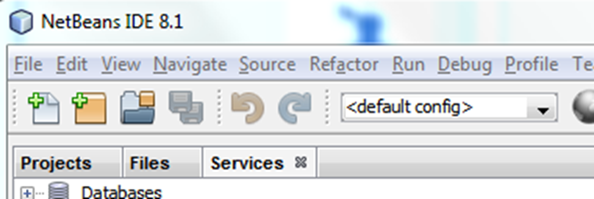 NetBeans IDE 8.1
File Edit View Navigate Source Refactor Run Debug Profile
<default config>
Projects Files Services
Databases